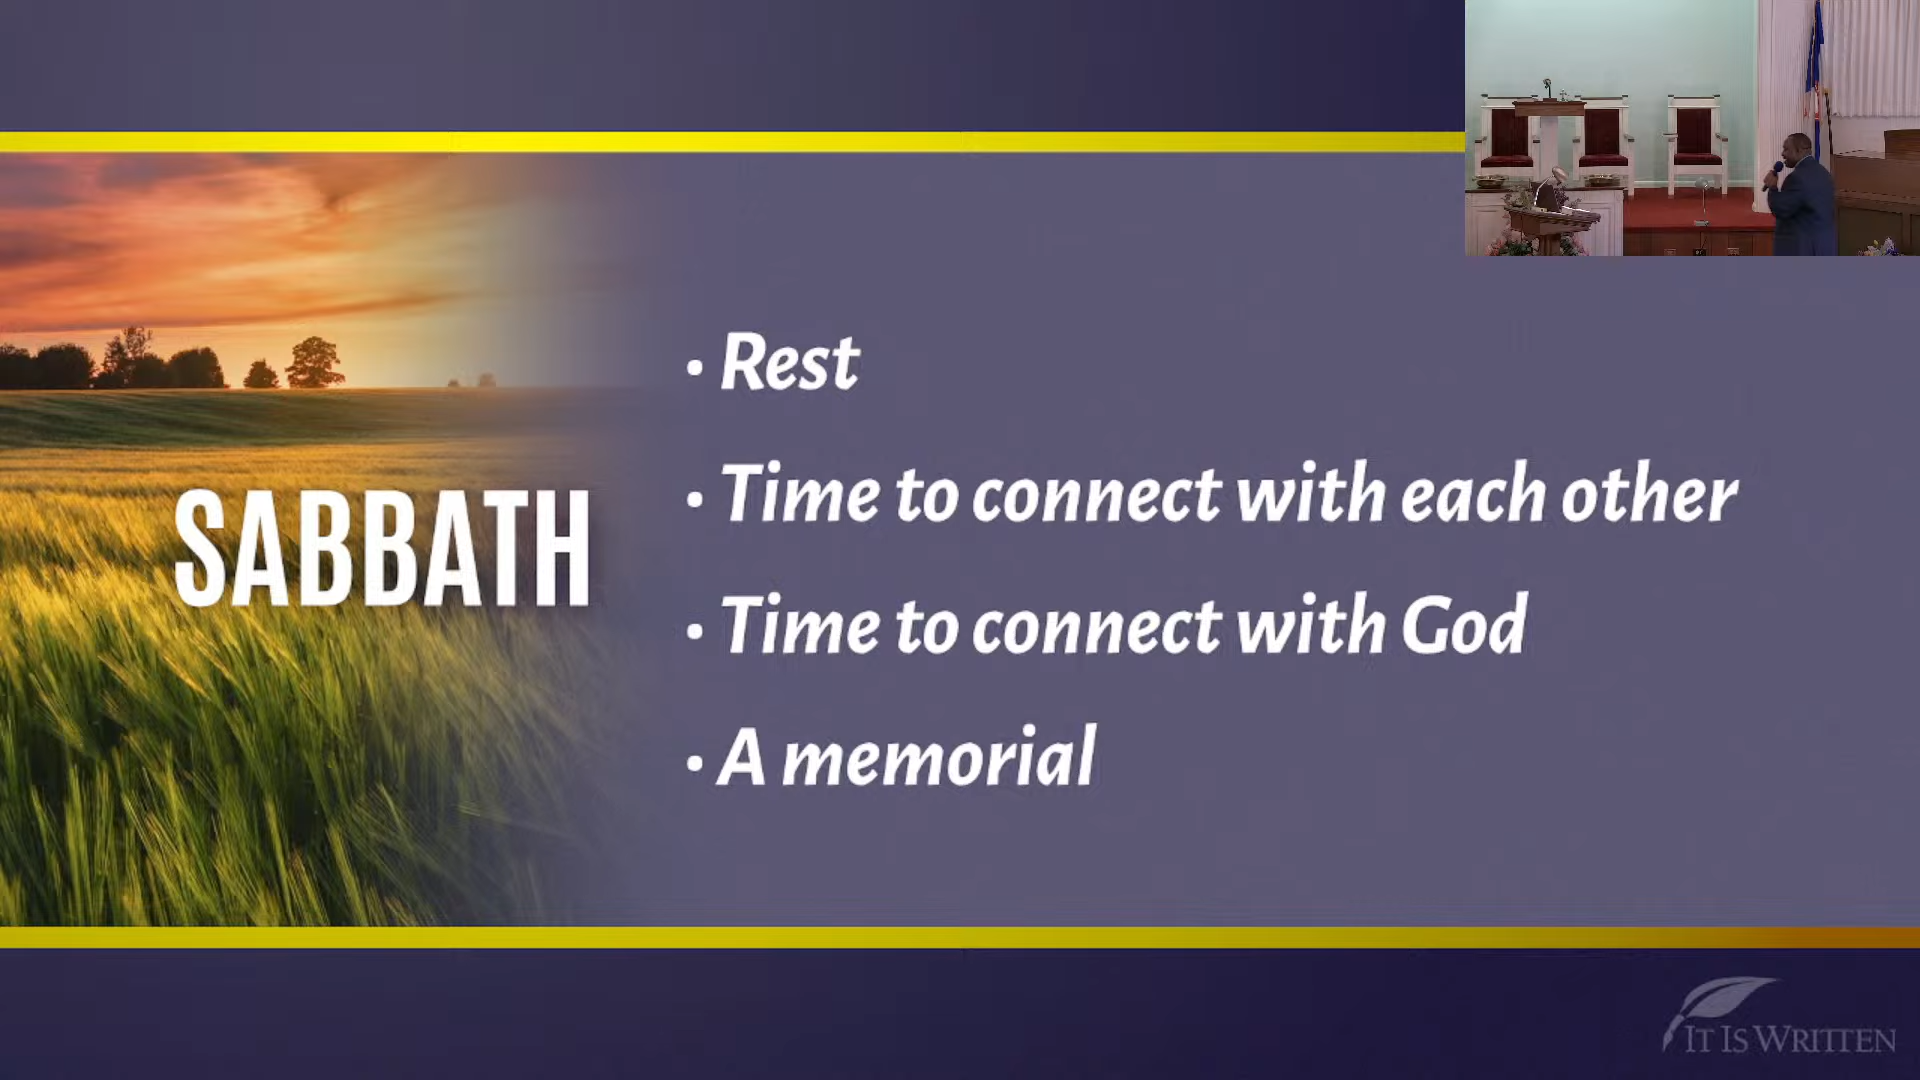 SABBATH
• Rest
• Time to connect with each other
• Time to connect with God
• A memorial
IT IS WRITTEN